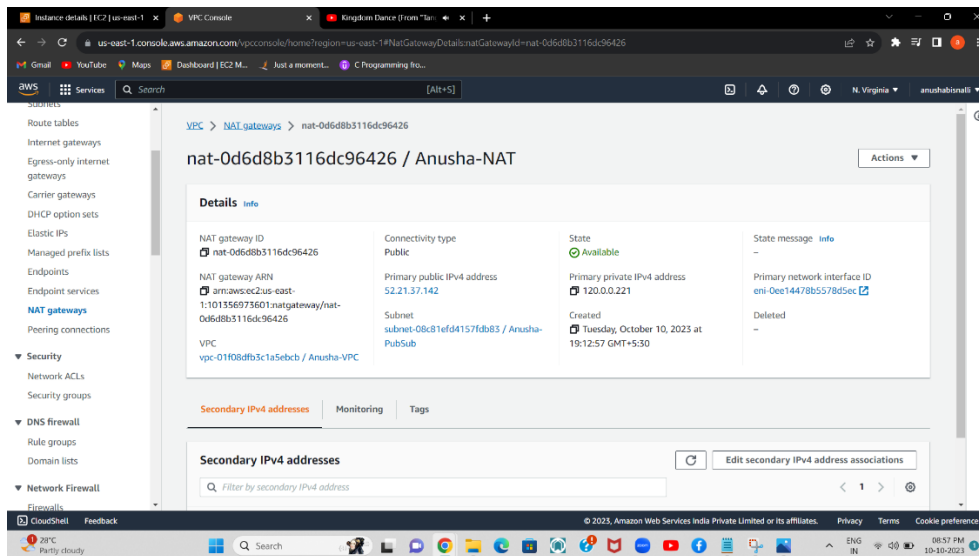 Instance details | EC2 | us-east-1
VPC Console
Kingdom Dance (From "Tan
us-east-1.console.aws.amazon.com/vpcconsole/home?region=us-east-1#NatGatewayDetails:natGatewayId=nat-0d6d8b3116dc96426
Gmail YouTube Maps Dashboard | EC2 M... Just a moment... C Programming fro...
aws Services Search [Alt+S] N. Virginia anushabisnalli
Subnets
Route tables
Internet gateways
Egress-only internet
gateways
Carrier gateways
DHCP option sets
Elastic IPs
Managed prefix lists
Endpoints
Endpoint services
NAT gateways
Peering connections
Security
Network ACLs
Security groups
DNS firewall
Rule groups
Domain lists
Network Firewall
Firewalls
VPC > NAT gateways > nat-0d6d8b3116dc96426
nat-0d6d8b3116dc96426 / Anusha-NAT
Actions
Details Info
NAT gateway ID
nat-0d6d8b3116dc96426
Connectivity type
Public
State
Available
State message Info
–
NAT gateway ARN
arn:aws:ec2:us-east-
1:101356973601:natgateway/nat-
0d6d8b3116dc96426
Primary public IPv4 address
52.21.37.142
Primary private IPv4 address
120.0.0.221
Primary network interface ID
eni-0ee14478b5578d5ec
VPC
vpc-01f08dfb3c1a5ebcb / Anusha-VPC
Subnet
subnet-08c81efd4157fdb83 / Anusha-
PubSub
Created
Tuesday, October 10, 2023 at
19:12:57 GMT+5:30
Deleted
–
Secondary IPv4 addresses Monitoring Tags
Secondary IPv4 addresses
Edit secondary IPv4 address associations
Filter by secondary IPv4 address
< 1 >
CloudShell Feedback © 2023, Amazon Web Services India Private Limited or its affiliates. Privacy Terms Cookie preference
28°C
Partly cloudy
Search
ENG
IN
08:57 PM
10-10-2023